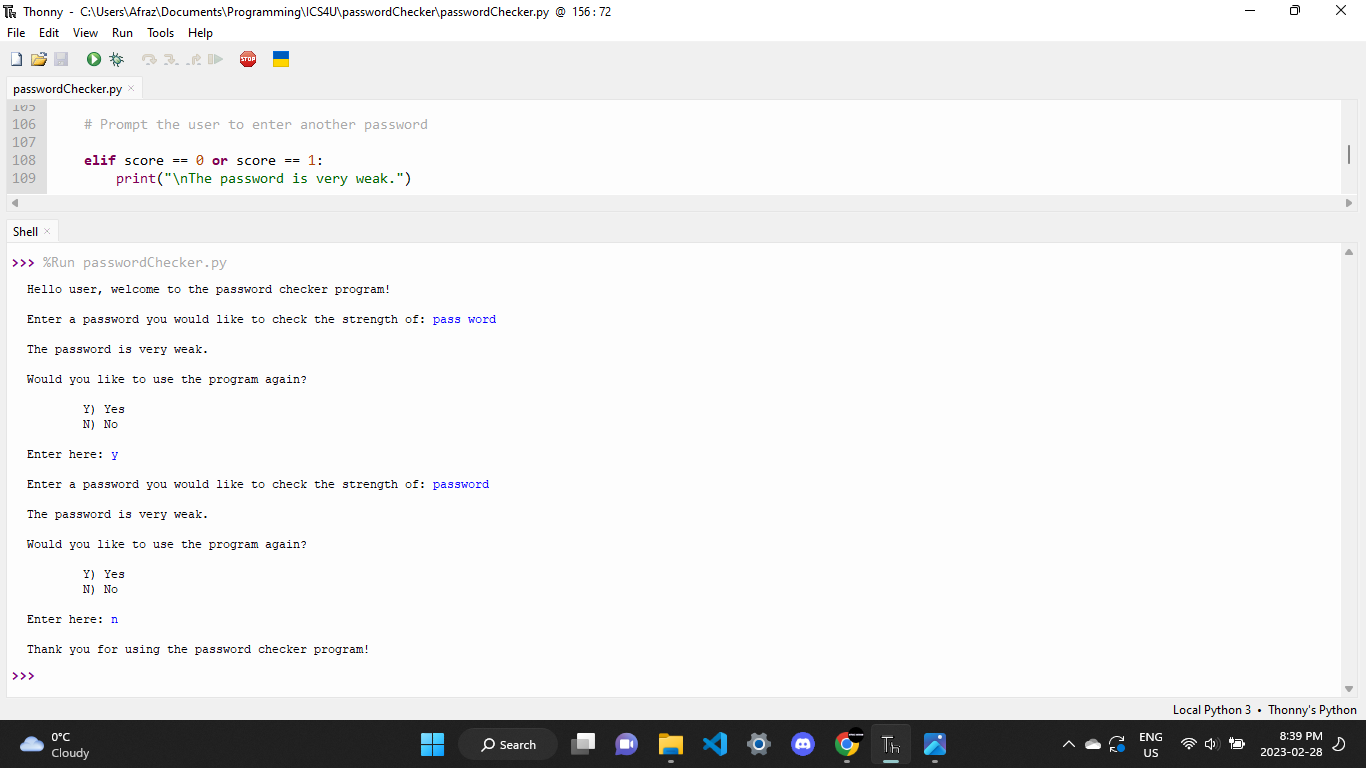 Thonny - C:\Users\Afraz\Documents\Programming\ICS4U\passwordChecker\passwordChecker.py @ 156 : 72
File Edit View Run Tools Help
STOP
passwordChecker.py ×
105
106 # Prompt the user to enter another password
107
108 elif score == 0 or score == 1:
109 print("\nThe password is very weak.")
Shell ×
>>> %Run passwordChecker.py
Hello user, welcome to the password checker program!
Enter a password you would like to check the strength of: pass word
The password is very weak.
Would you like to use the program again?
Y) Yes
N) No
Enter here: y
Enter a password you would like to check the strength of: password
The password is very weak.
Would you like to use the program again?
Y) Yes
N) No
Enter here: n
Thank you for using the password checker program!
>>>
Local Python 3 • Thonny's Python
0°C
Cloudy
Search
Th
ENG
US
8:39 PM
2023-02-28